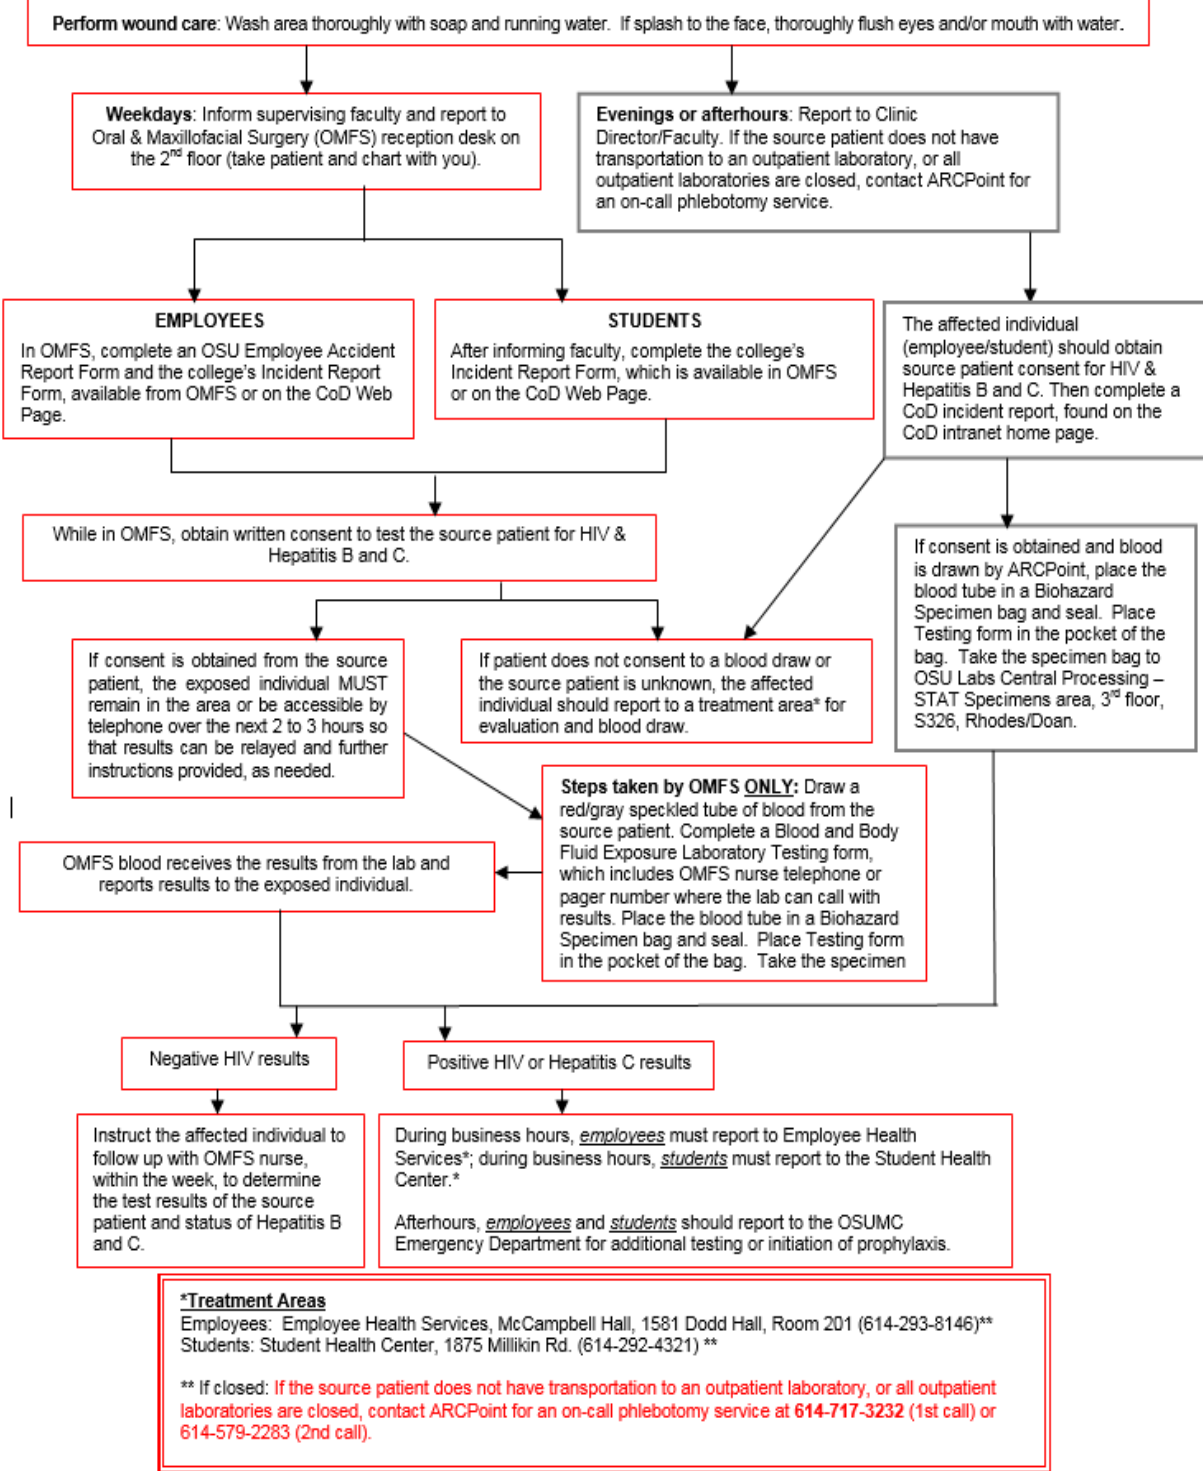 Perform wound care: Wash area thoroughly with soap and running water. If splash to the face, thoroughly flush eyes and/or mouth with water.
Weekdays: Inform supervising faculty and report to
Oral & Maxillofacial Surgery (OMFS) reception desk on
the 2nd floor (take patient and chart with you).
Evenings or afterhours: Report to Clinic
Director/Faculty. If the source patient does not have
transportation to an outpatient laboratory, or all
outpatient laboratories are closed, contact ARCPoint for
an on-call phlebotomy service.
EMPLOYEES
In OMFS, complete an OSU Employee Accident
Report Form and the college's Incident Report
Form, available from OMFS or on the CoD Web
Page.
STUDENTS
After informing faculty, complete the college's
Incident Report Form, which is available in OMFS
or on the CoD Web Page.
The affected individual
(employee/student) should obtain
source patient consent for HIV &
Hepatitis B and C. Then complete a
CoD incident report, found on the
CoD intranet home page.
While in OMFS, obtain written consent to test the source patient for HIV &
Hepatitis B and C.
If consent is obtained and blood
is drawn by ARCPoint, place the
blood tube in a Biohazard
Specimen bag and seal. Place
Testing form in the pocket of the
bag. Take the specimen bag to
OSU Labs Central Processing –
STAT Specimens area, 3rd floor,
S326, Rhodes/Doan.
If consent is obtained from the source
patient, the exposed individual MUST
remain in the area or be accessible by
telephone over the next 2 to 3 hours so
that results can be relayed and further
instructions provided, as needed.
If patient does not consent to a blood draw or
the source patient is unknown, the affected
individual should report to a treatment area* for
evaluation and blood draw.
Steps taken by OMFS ONLY: Draw a
red/gray speckled tube of blood from the
source patient. Complete a Blood and Body
Fluid Exposure Laboratory Testing form,
which includes OMFS nurse telephone or
pager number where the lab can call with
results. Place the blood tube in a Biohazard
Specimen bag and seal. Place Testing form
in the pocket of the bag. Take the specimen
OMFS blood receives the results from the lab and
reports results to the exposed individual.
Negative HIV results
Positive HIV or Hepatitis C results
Instruct the affected individual to
follow up with OMFS nurse,
within the week, to determine
the test results of the source
patient and status of Hepatitis B
and C.
During business hours, employees must report to Employee Health
Services*; during business hours, students must report to the Student Health
Center.*
Afterhours, employees and students should report to the OSUMC
Emergency Department for additional testing or initiation of prophylaxis.
*Treatment Areas
Employees: Employee Health Services, McCampbell Hall, 1581 Dodd Hall, Room 201 (614-293-8146)**
Students: Student Health Center, 1875 Millikin Rd. (614-292-4321) **
** If closed: If the source patient does not have transportation to an outpatient laboratory, or all outpatient
laboratories are closed, contact ARCPoint for an on-call phlebotomy service at 614-717-3232 (1st call) or
614-579-2283 (2nd call).